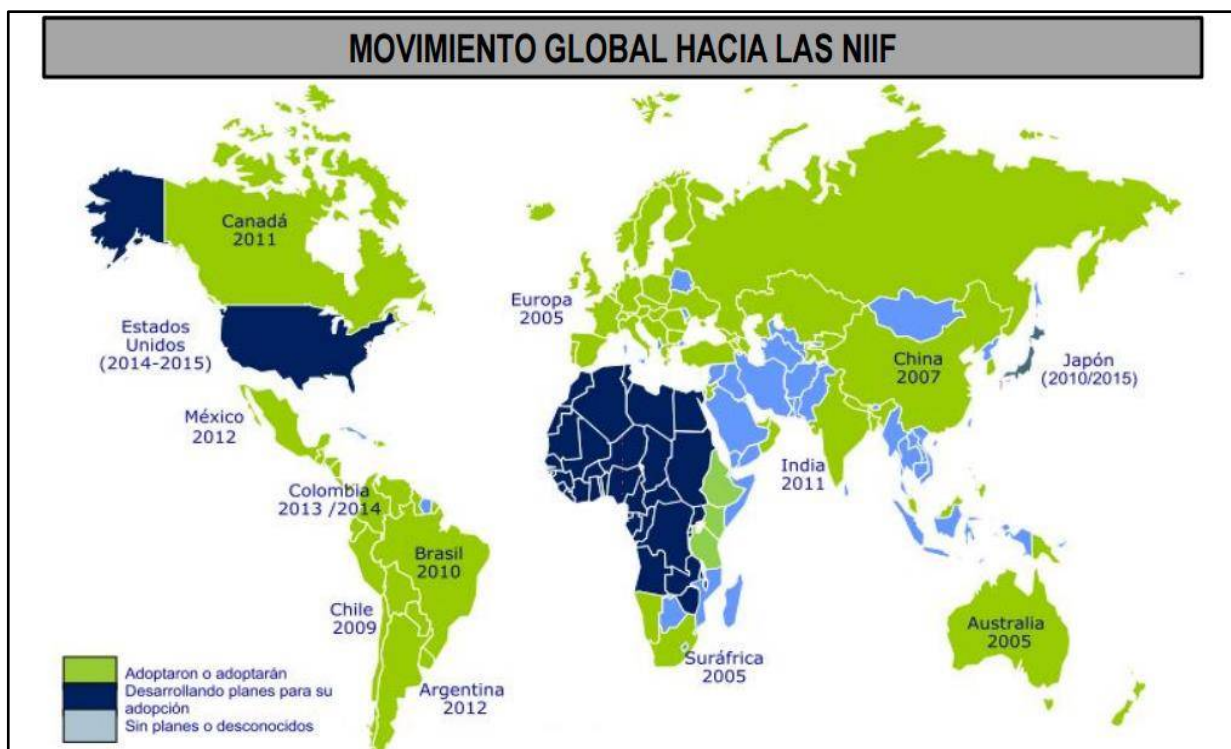 MOVIMIENTO GLOBAL HACIA LAS NIIF
Canadá
2011
Estados
Unidos
(2014-2015)
México
2012
Colombia
2013 /2014
Brasil
2010
Chile
2009
Argentina
2012
Europa
2005
China
2007
Japón
(2010/2015)
India
2011
Suráfrica
2005
Australia
2005
Adoptaron o adoptarán
Desarrollando planes para su
adopción
Sin planes o desconocidos